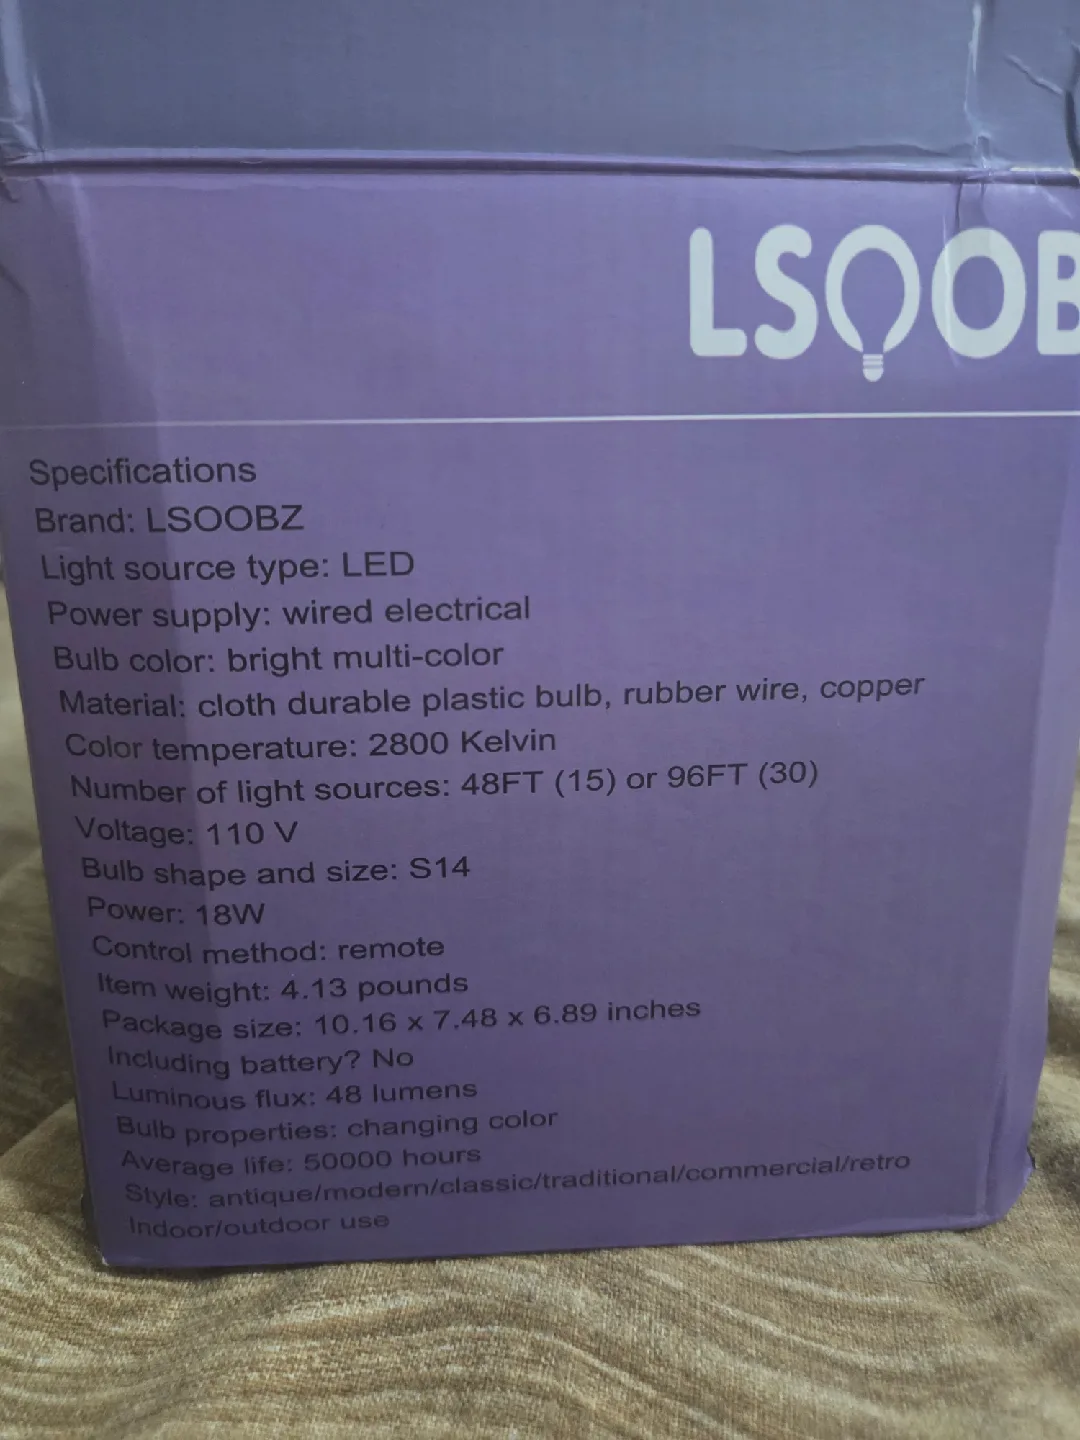 LSOOB
Specifications
Brand: LSOOBZ
Light source type: LED
Power supply: wired electrical
Bulb color: bright multi-color
Material: cloth durable plastic bulb, rubber wire, copper
Color temperature: 2800 Kelvin
Number of light sources: 48FT (15) or 96FT (30)
Voltage: 110 V
Bulb shape and size: S14
Power: 18W
Control method: remote
Item weight: 4.13 pounds
Package size: 10.16 x 7.48 x 6.89 inches
Including battery? No
Luminous flux: 48 lumens
Bulb properties: changing color
Average life: 50000 hours
Style: antique/modern/classic/traditional/commercial/retro
Indoor/outdoor use